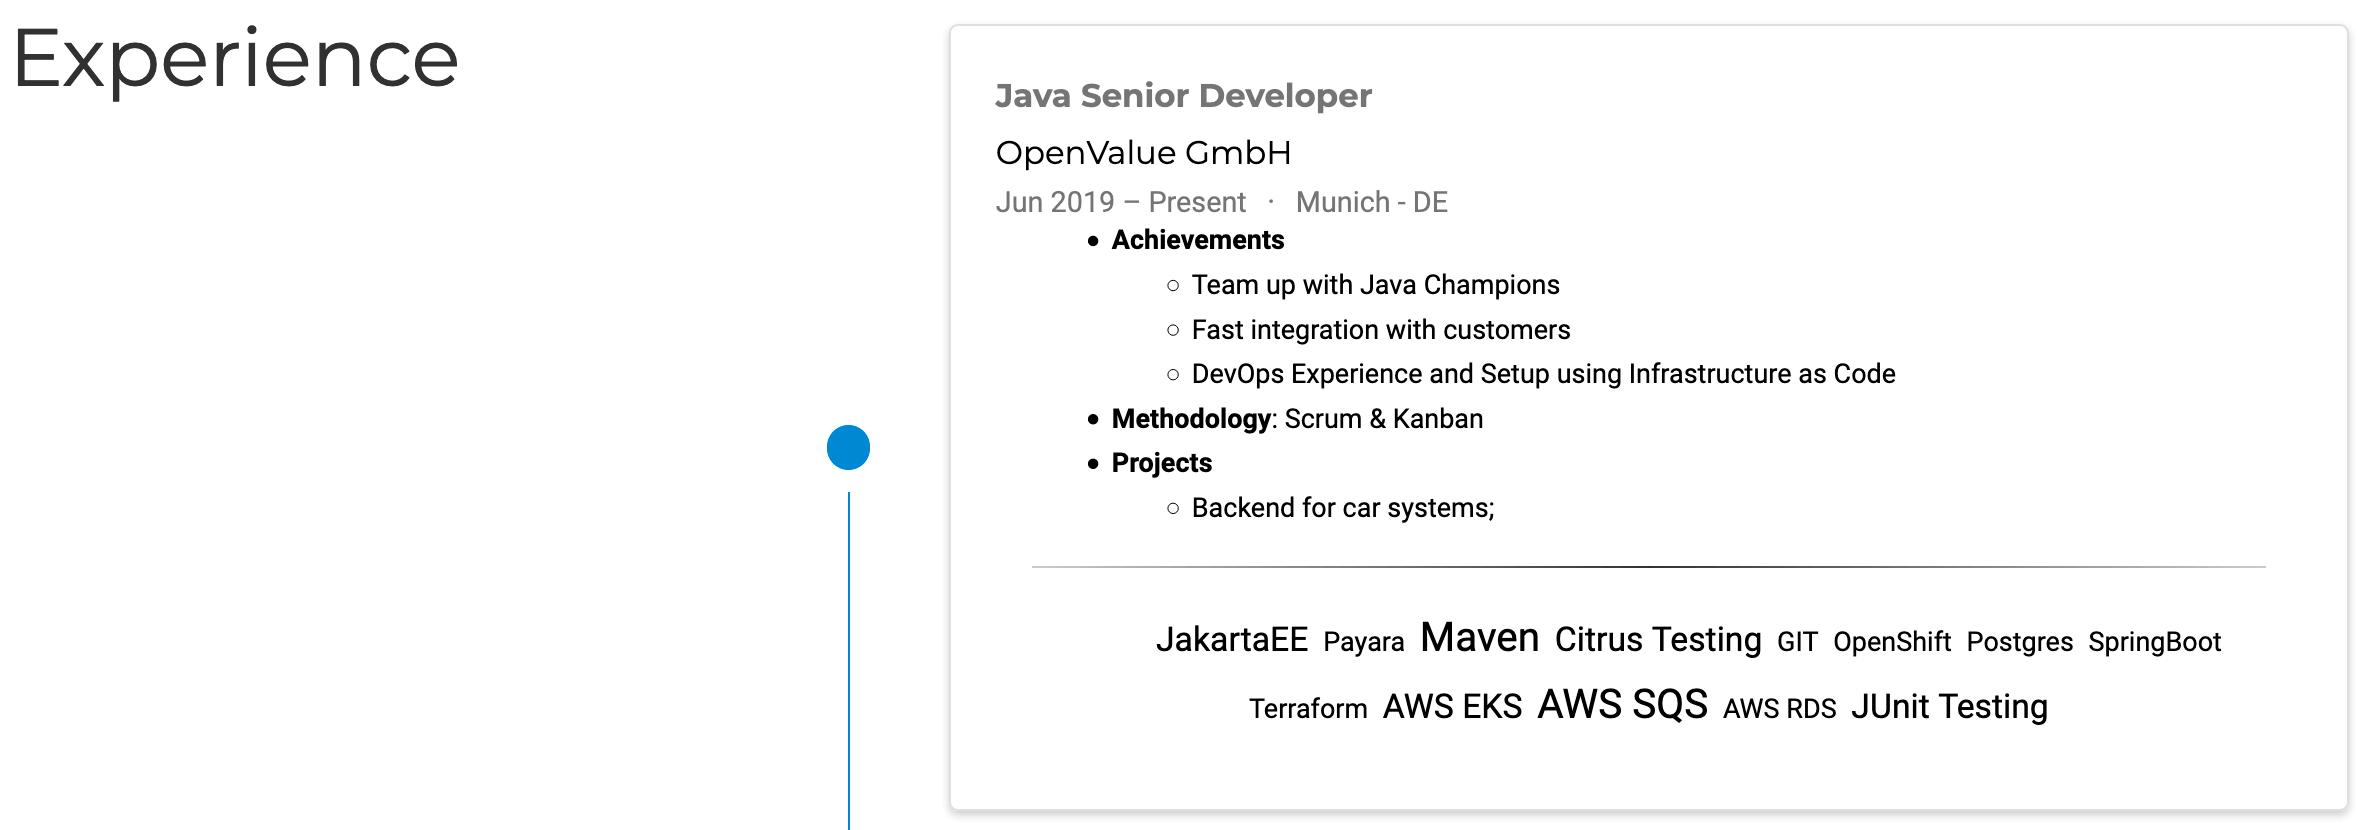 Experience
Java Senior Developer
OpenValue GmbH
Jun 2019 – Present · Munich - DE
• Achievements
○ Team up with Java Champions
○ Fast integration with customers
○ DevOps Experience and Setup using Infrastructure as Code
• Methodology: Scrum & Kanban
• Projects
○ Backend for car systems;
JakartaEE Payara Maven Citrus Testing GIT OpenShift Postgres SpringBoot
Terraform AWS EKS AWS SQS AWS RDS JUnit Testing